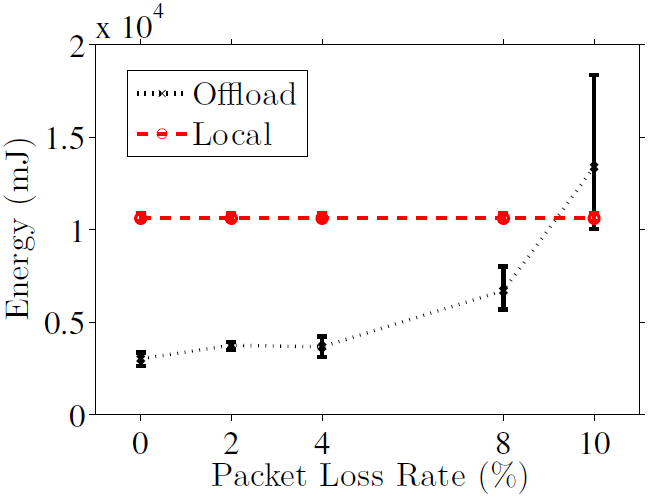 x 10^4
2
1.5
1
0.5
0
Energy (mJ)
Offload
Local
0 2 4 8 10
Packet Loss Rate (%)